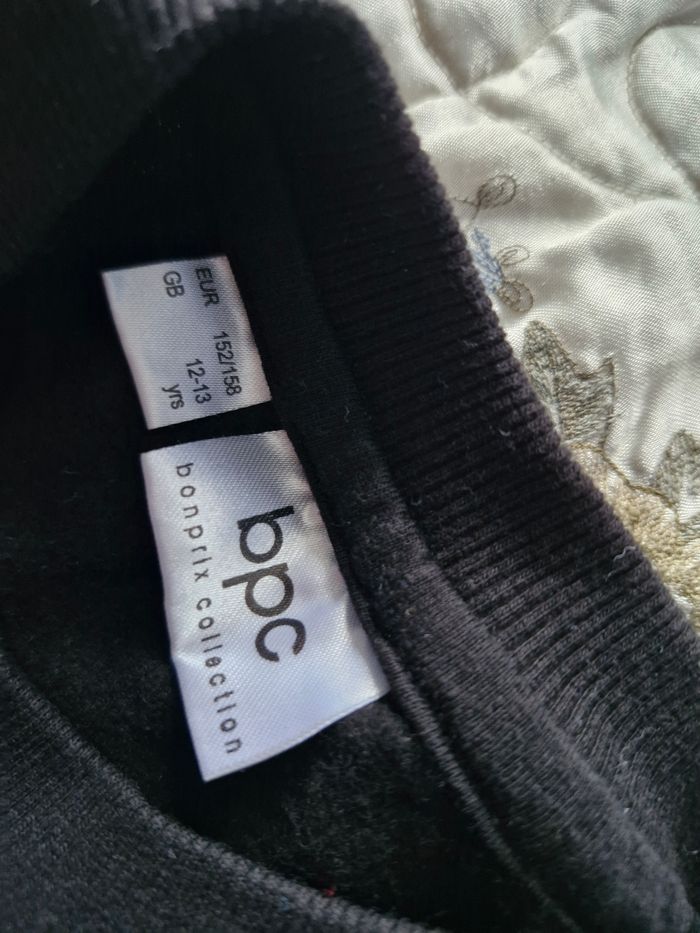 EUR 152/158
GB 12-13
yrs
bpc
bonprix collection